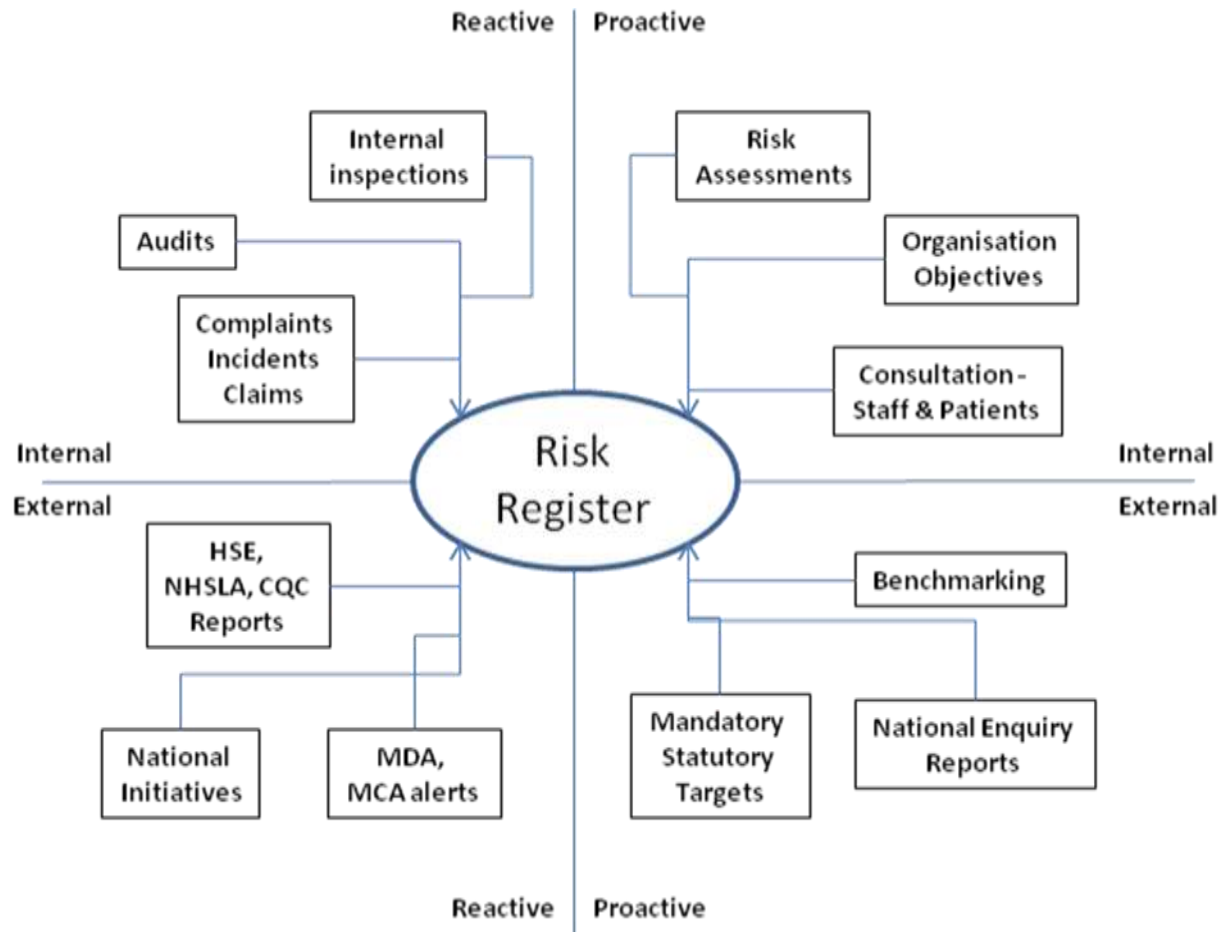 Reactive
Proactive
Internal
inspections
Risk
Assessments
Audits
Organisation
Objectives
Complaints
Incidents
Claims
Consultation-
Staff & Patients
Internal
External
Risk
Register
Internal
External
HSE,
NHSLA, CQC
Reports
Benchmarking
National
Initiatives
MDA,
MCA alerts
Mandatory
Statutory
Targets
National Enquiry
Reports
Reactive
Proactive